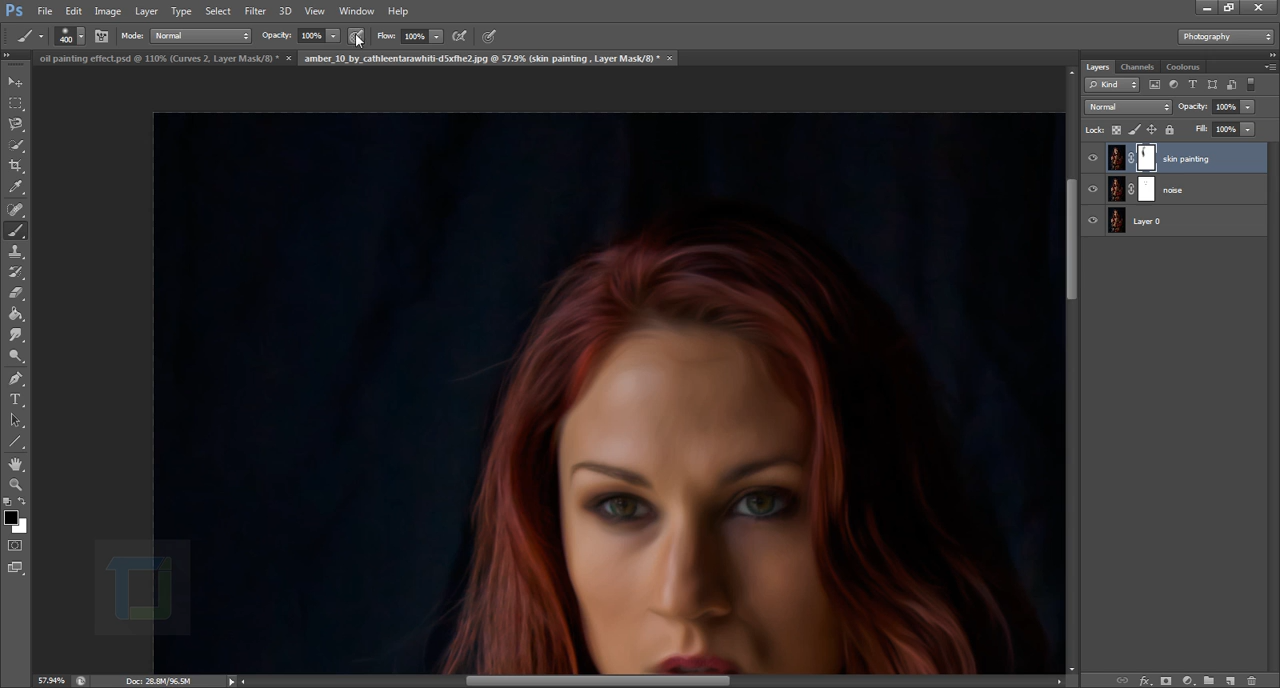 Ps File Edit Image Layer Type Select Filter 3D View Window Help
400 Mode: Normal Opacity: 100% Flow: 100% Photography
oil painting effect.psd @ 110% (Curves 2, Layer Mask/8) * × amber_10_by_cathleentarawhiti-d5xfhe2.jpg @ 57.9% (skin painting , Layer Mask/8) * ×
Layers Channels Coolorus
Kind
Normal Opacity: 100%
Lock: Fill: 100%
skin painting
noise
Layer 0
57.94% Doc: 28.8M/96.5M